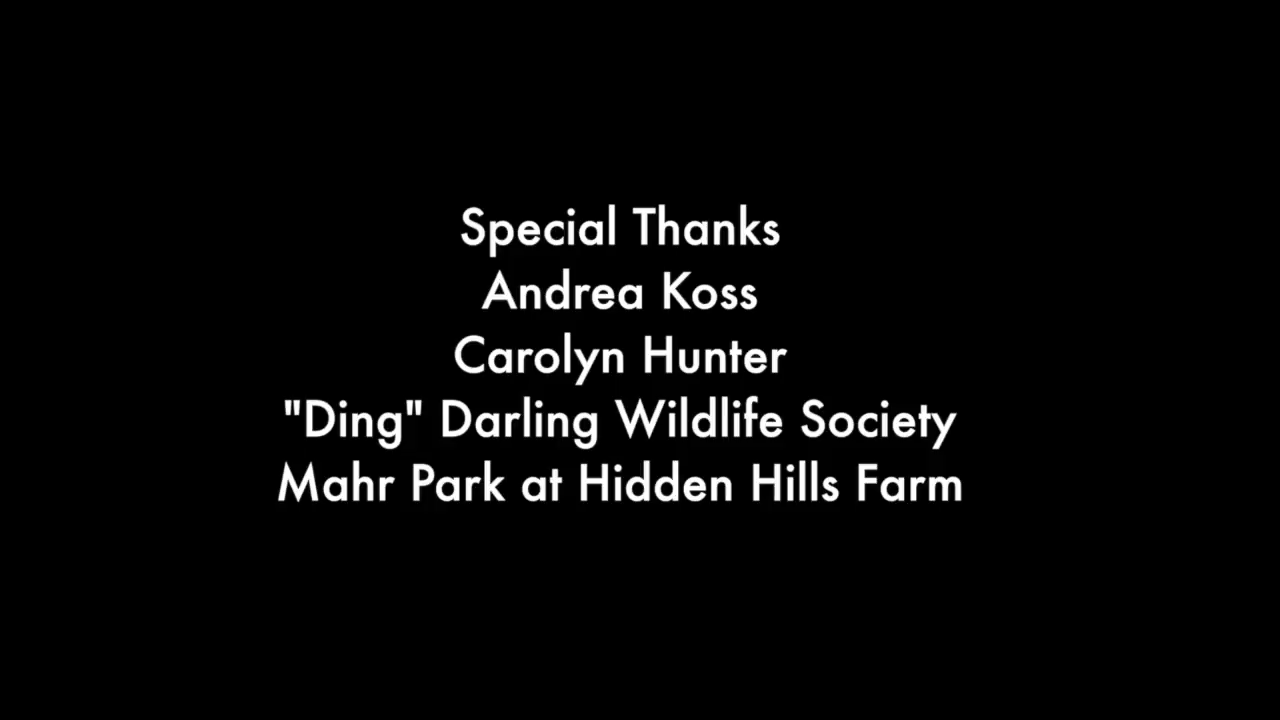 Special Thanks
Andrea Koss
Carolyn Hunter
"Ding" Darling Wildlife Society
Mahr Park at Hidden Hills Farm